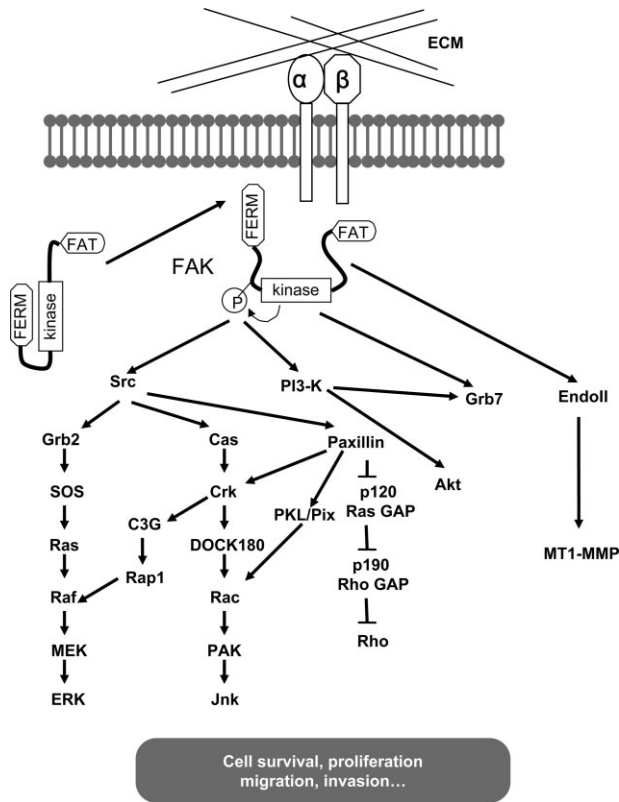 ECM
α
β
FERM
FAT
FAT
FAK
FERM
kinase
kinase
P
Src
PI3-K
Grb7
EndoII
Grb2
Cas
Paxillin
SOS
Crk
p120
Ras GAP
Akt
C3G
PKL/Pix
Ras
DOCK180
MT1-MMP
Rap1
p190
Rho GAP
Raf
Rac
MEK
PAK
Rho
ERK
Jnk
Cell survival, proliferation
migration, invasion...